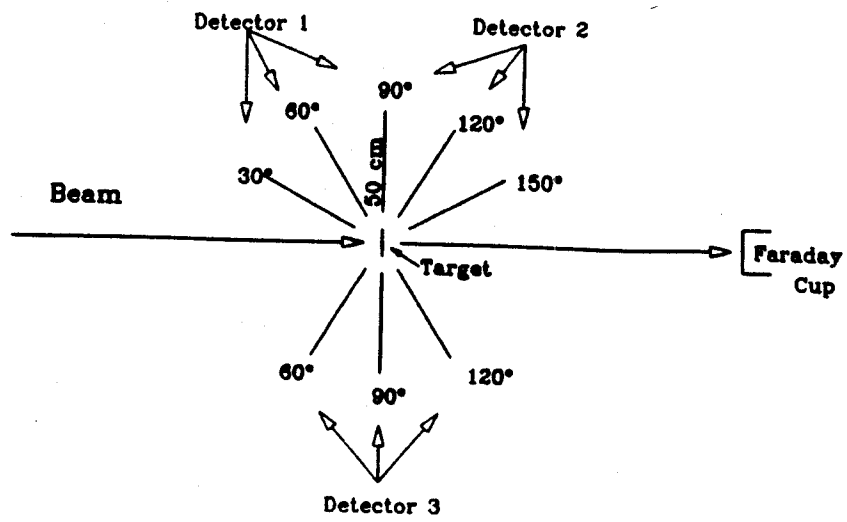 Detector 1
Detector 2
90°
60°
120°
50 cm
30°
150°
Beam
Target
Faraday
Cup
60°
90°
120°
Detector 3